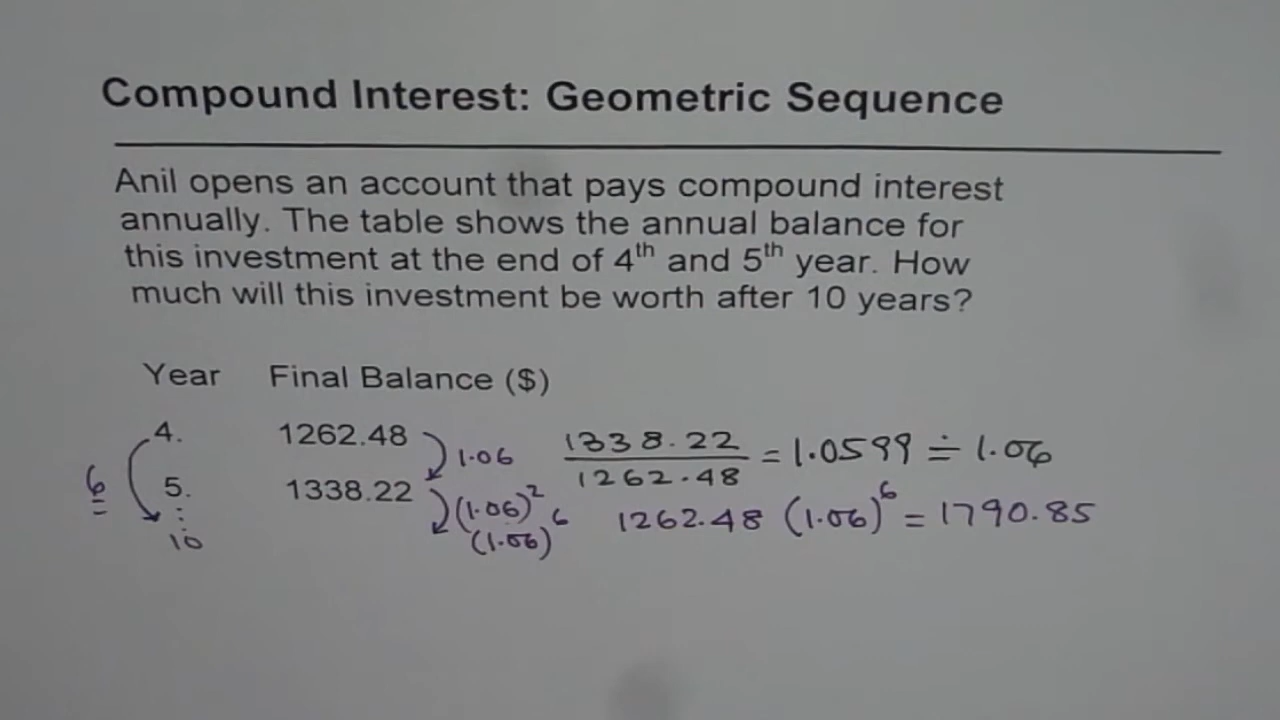 Compound Interest: Geometric Sequence
Anil opens an account that pays compound interest
annually. The table shows the annual balance for
this investment at the end of 4th and 5th year. How
much will this investment be worth after 10 years?
Year Final Balance ($)
4. 1262.48 1.06 1338.22 / 1262.48 = 1.0599 ≐ 1.06
6 5. 1338.22 (1.06)² 1262.48 (1.06)⁶ = 1790.85
⋮
10 (1.06)⁶